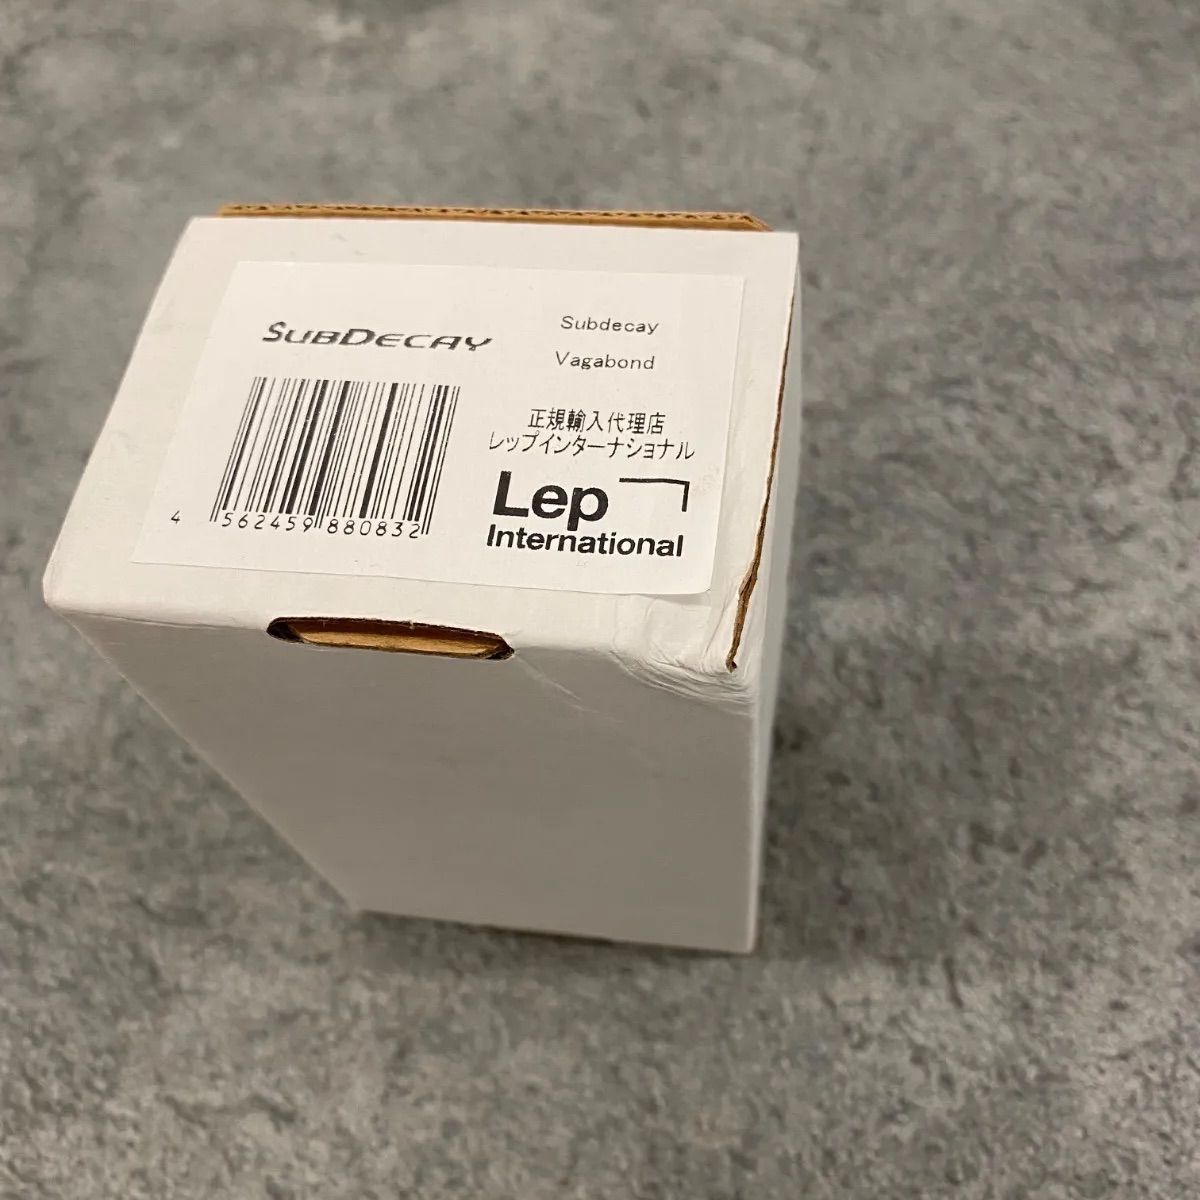 SUBDECAY
Subdecay
Vagabond
4 562459 880832
正規輸入代理店
レップインターナショナル
Lep
International